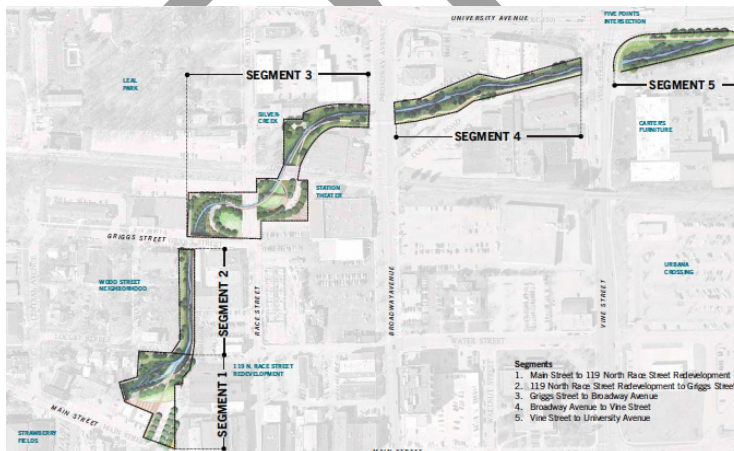 UNIVERSITY AVENUE
FIVE POINTS
INTERSECTION
LEAL
PARK
SEGMENT 3
SEGMENT 5
SILVER-
CREEK
SEGMENT 4
CARTER'S
FURNITURE
STATION
THEATER
GRIGGS STREET
WOOD STREET
NEIGHBORHOOD
SEGMENT 2
RACE STREET
BROADWAY AVENUE
VINE STREET
URBANA
CROSSING
WATER STREET
119 N. RACE STREET
REDEVELOPMENT
SEGMENT 1
MAIN STREET
STRAWBERRY
FIELDS
Segments
1. Main Street to 119 North Race Street Redevelopment
2. 119 North Race Street Redevelopment to Griggs Street
3. Griggs Street to Broadway Avenue
4. Broadway Avenue to Vine Street
5. Vine Street to University Avenue
MAIN STREET